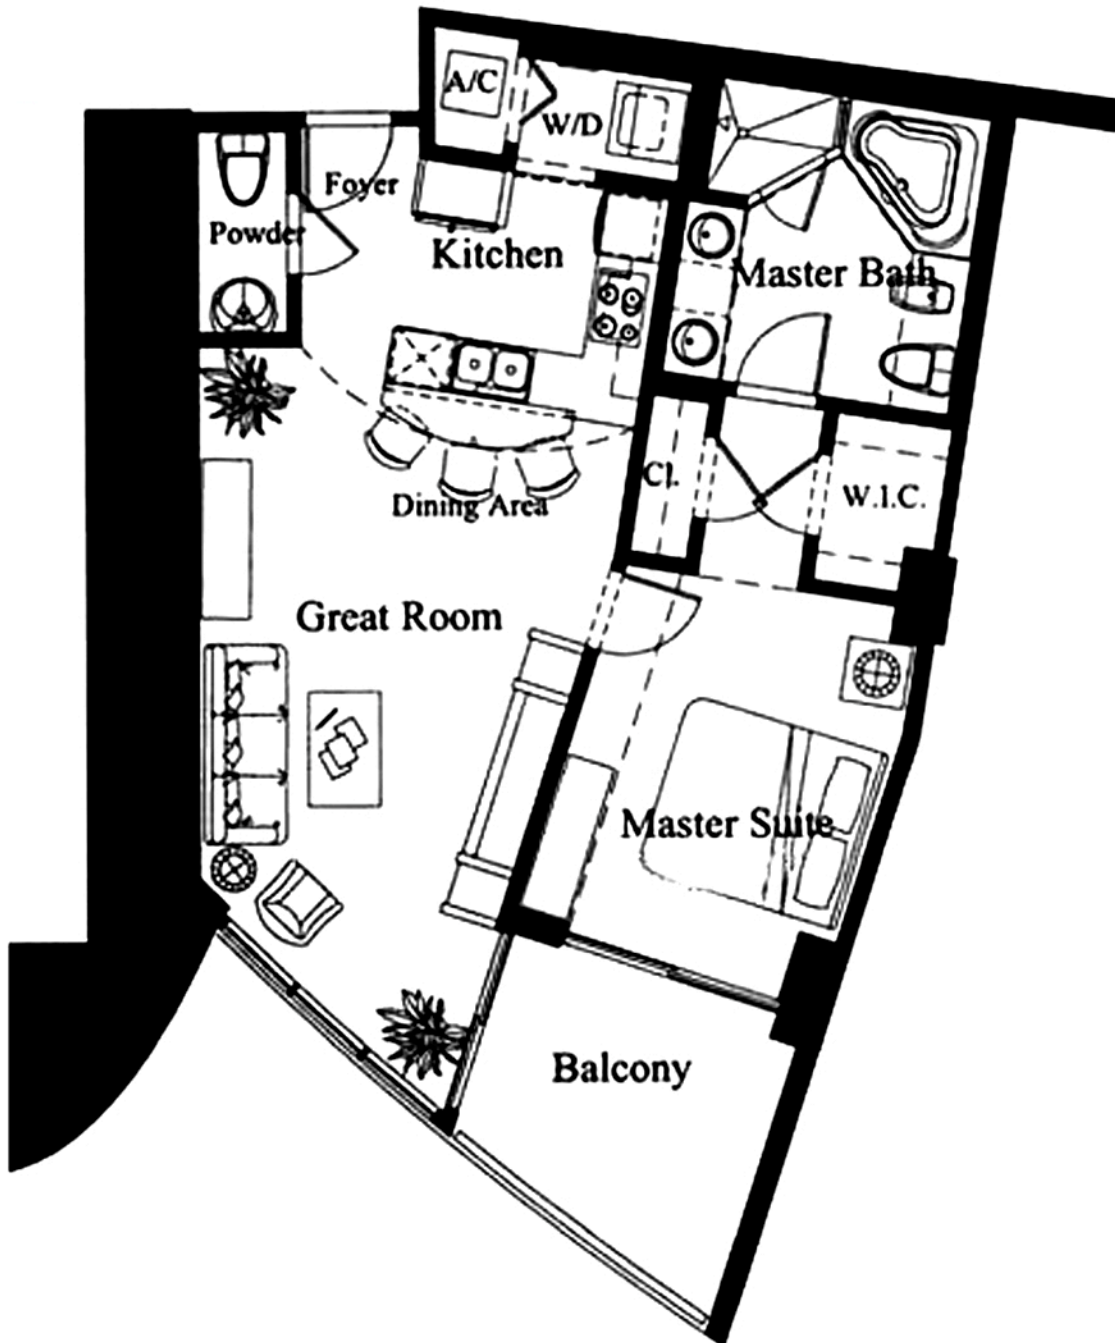 A/C
W/D
Foyer
Powder
Kitchen
Master Bath
Cl.
W.I.C.
Dining Area
Great Room
Master Suite
Balcony